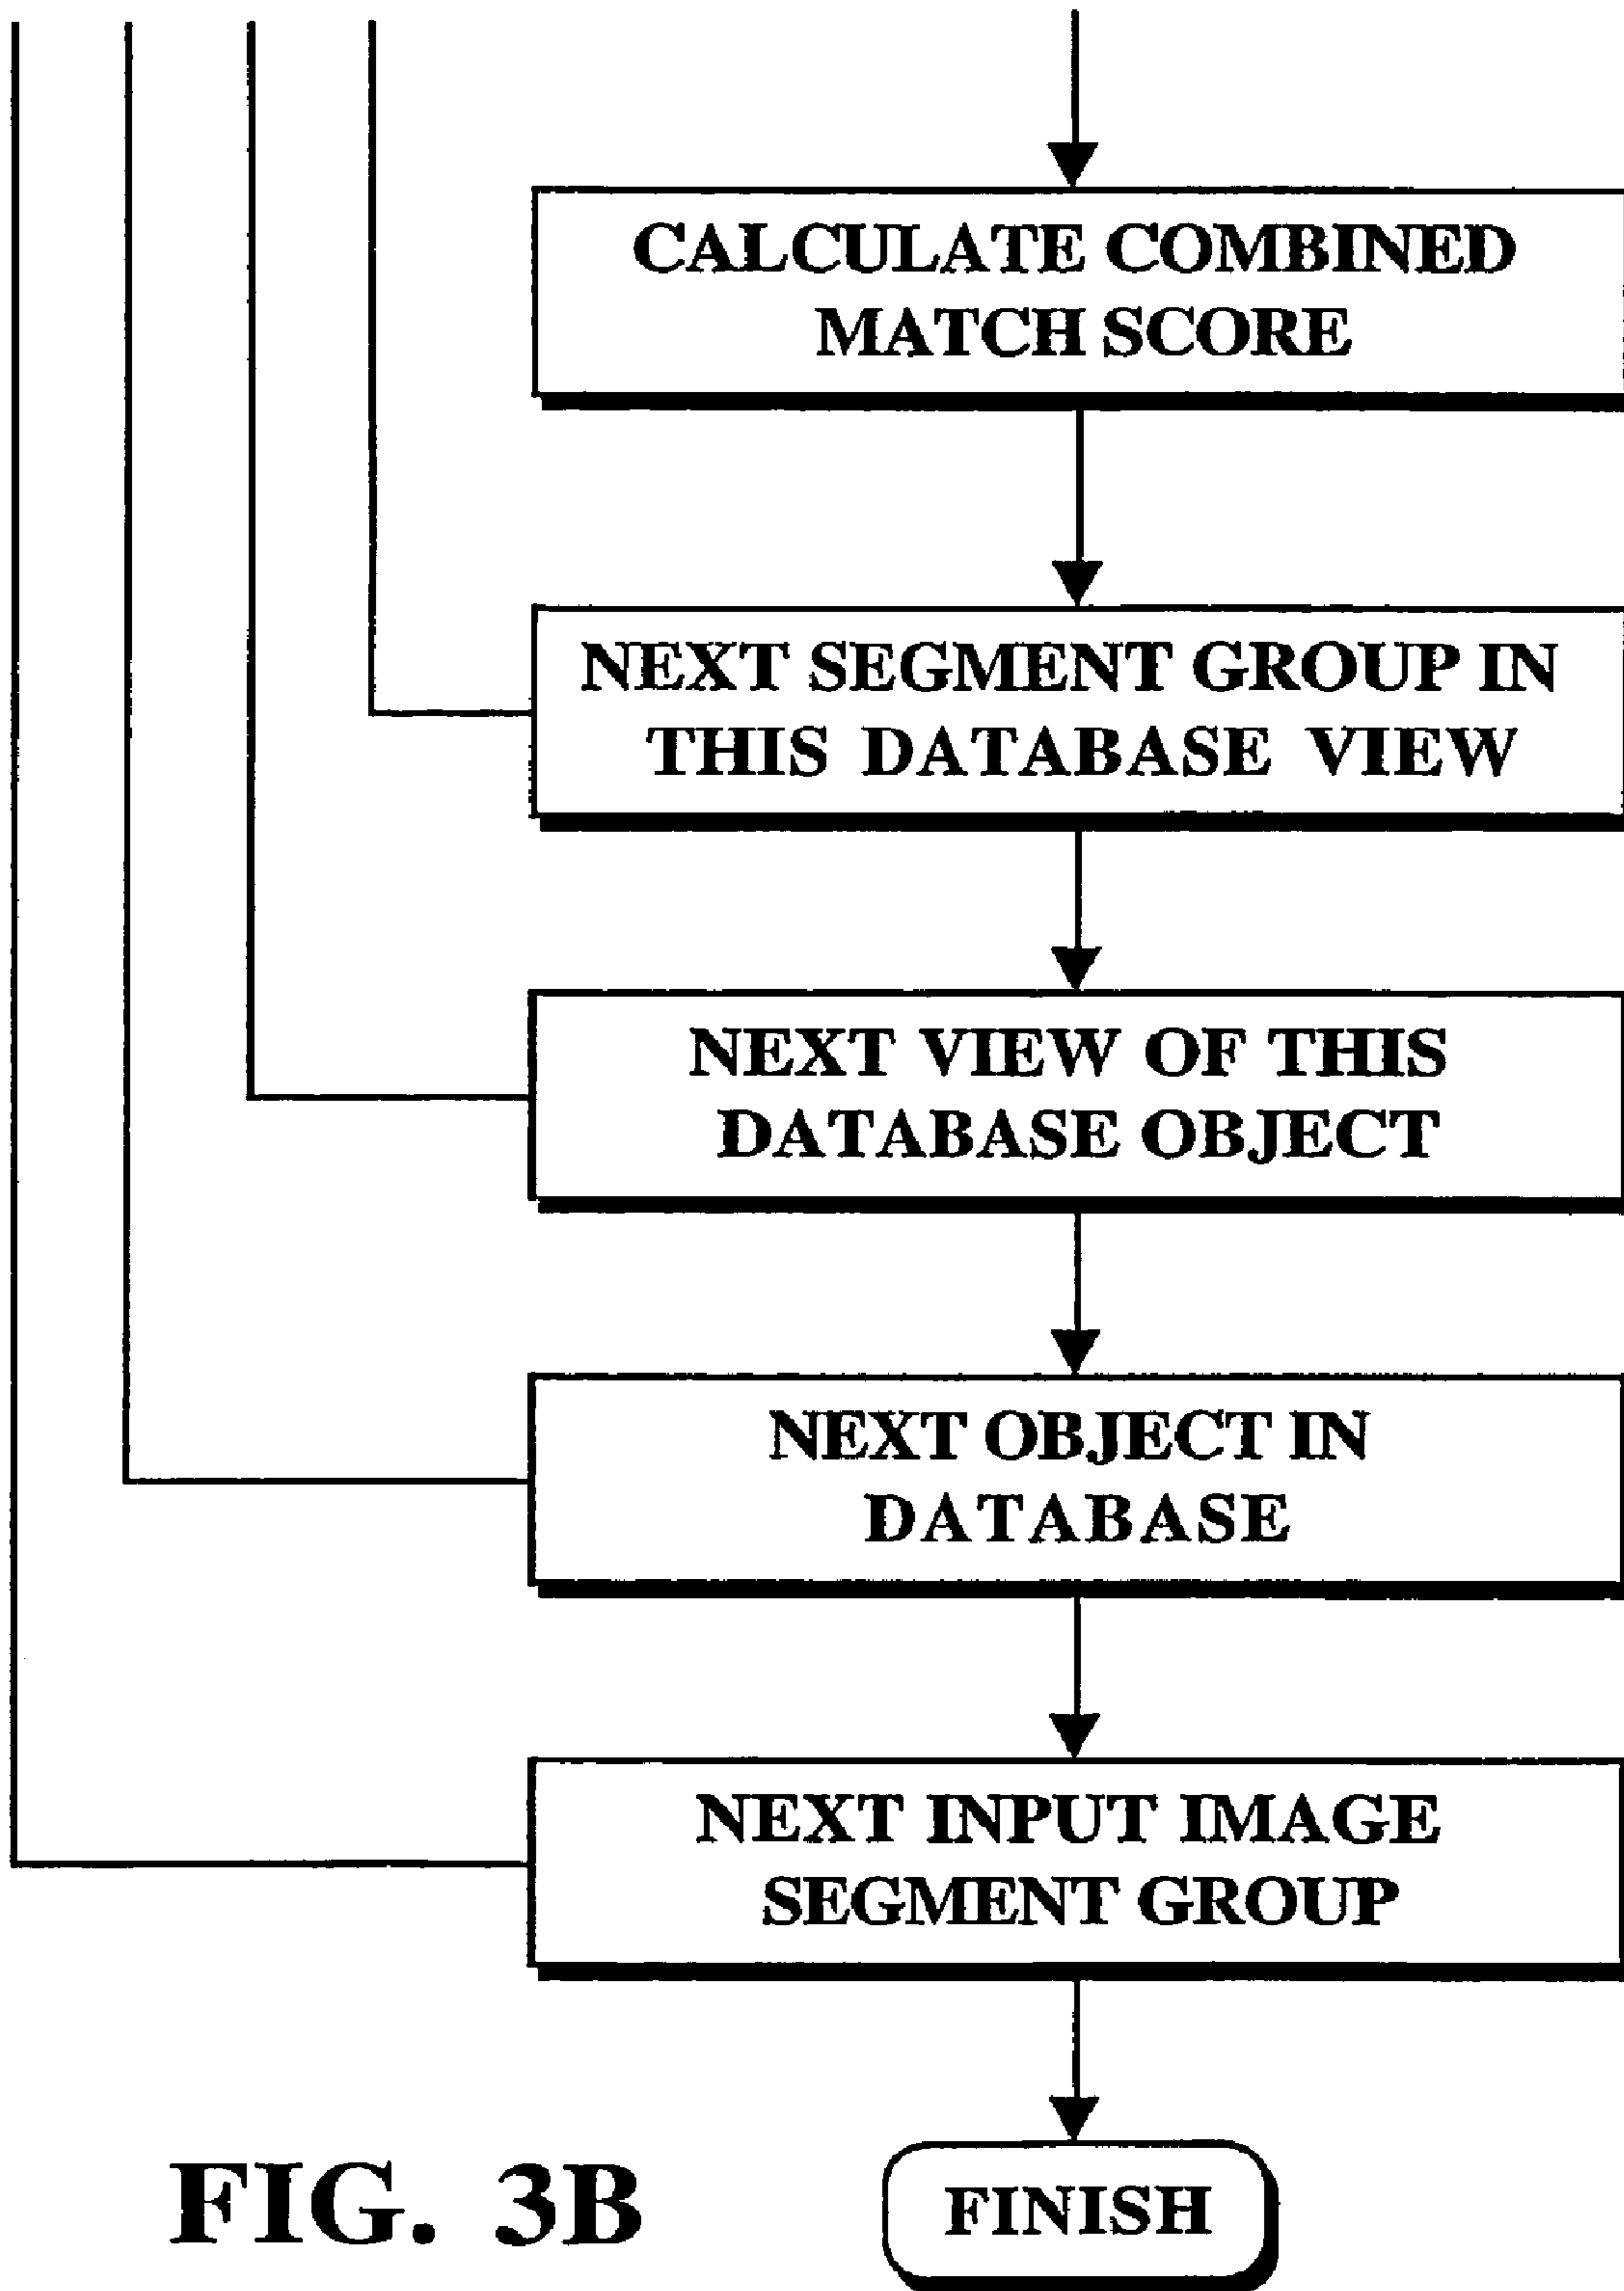 CALCULATE COMBINED
MATCH SCORE
NEXT SEGMENT GROUP IN
THIS DATABASE VIEW
NEXT VIEW OF THIS
DATABASE OBJECT
NEXT OBJECT IN
DATABASE
NEXT INPUT IMAGE
SEGMENT GROUP
FINISH
FIG. 3B